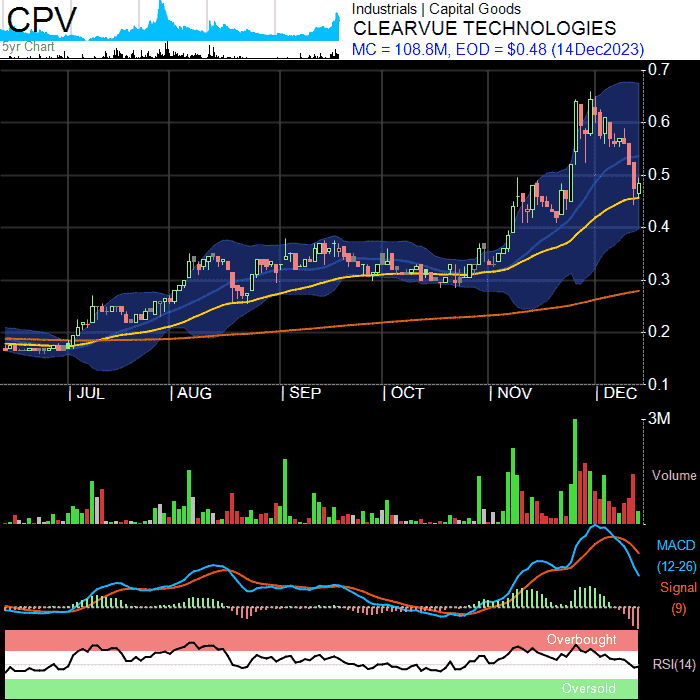 CPV
5yr Chart
Industrials | Capital Goods
CLEARVUE TECHNOLOGIES
MC = 108.8M, EOD = $0.48 (14Dec2023)
0.7
0.6
0.5
0.4
0.3
0.2
0.1
JUL AUG SEP OCT NOV DEC
3M
Volume
MACD
(12-26)
Signal
(9)
Overbought
RSI(14)
Oversold